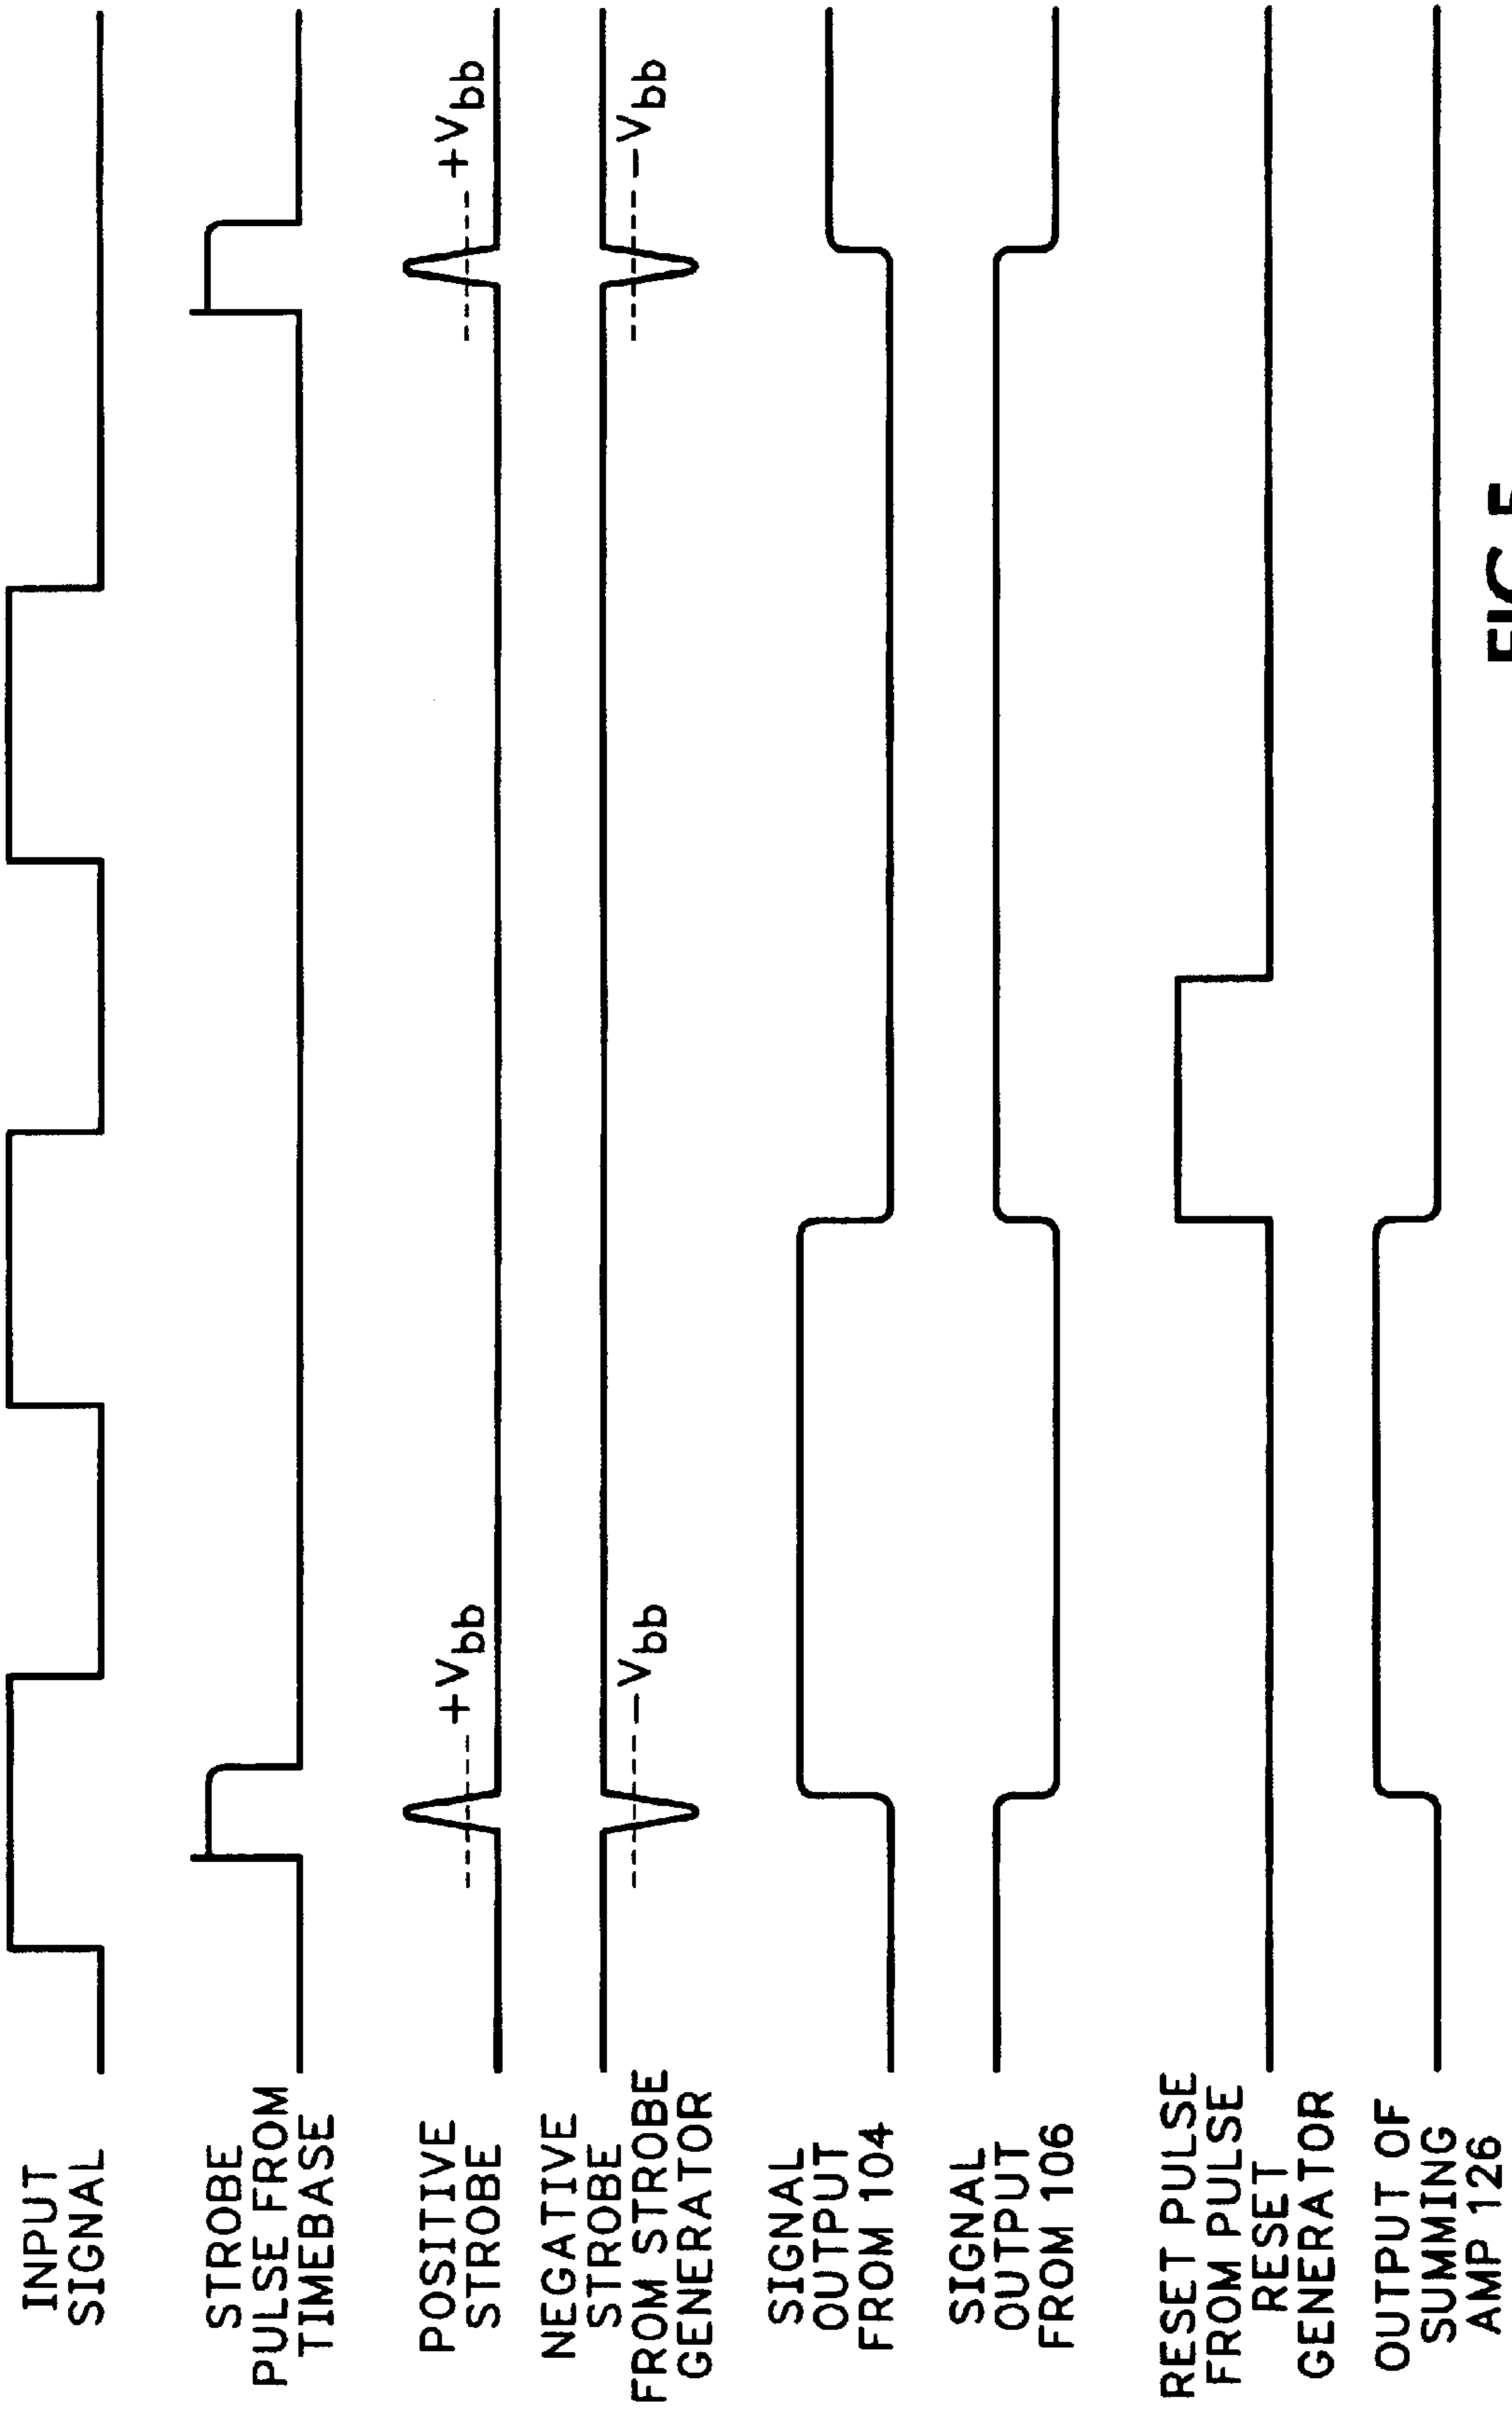 INPUT
SIGNAL
STROBE
PULSE FROM
TIMEBASE
POSITIVE
STROBE
+Vbb
+Vbb
NEGATIVE
STROBE
FROM STROBE
GENERATOR
-Vbb
-Vbb
SIGNAL
OUTPUT
FROM 104
SIGNAL
OUTPUT
FROM 106
RESET PULSE
FROM PULSE
RESET
GENERATOR
OUTPUT OF
SUMMING
AMP 126